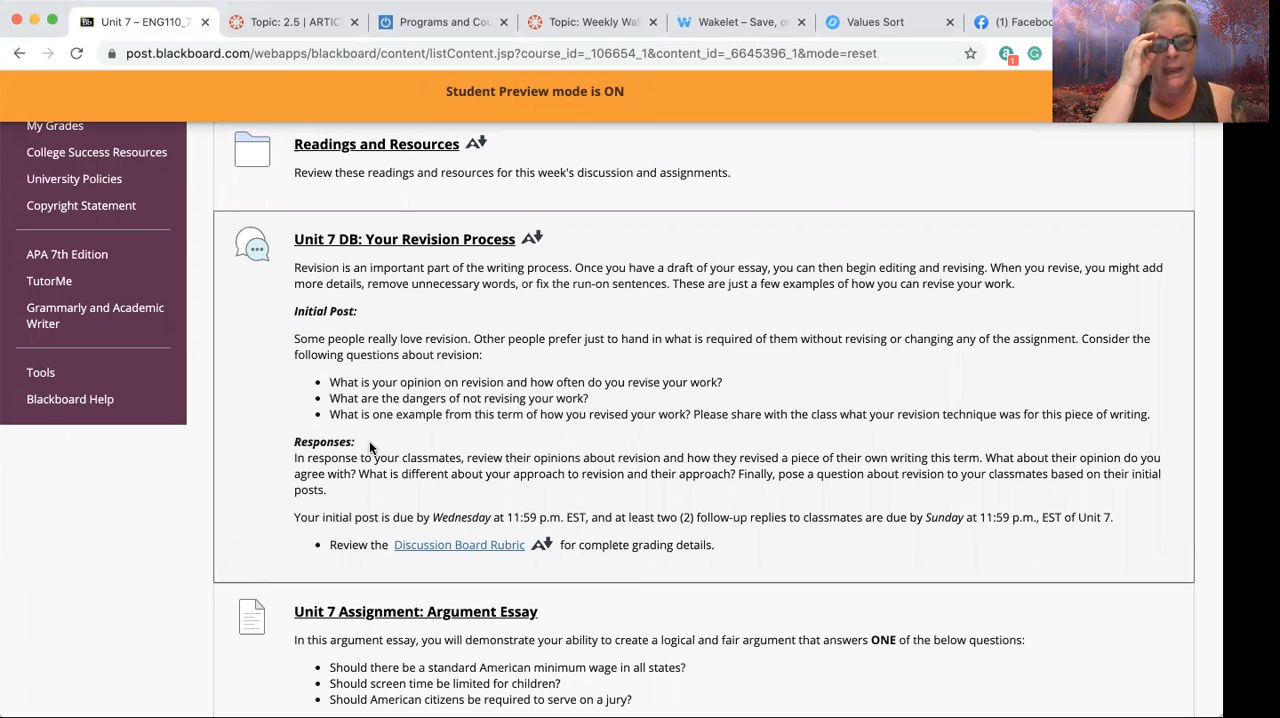 Unit 7 – ENG110_7
Topic: 2.5 | ARTIC
Programs and Cou
Topic: Weekly Wa
Wakelet – Save, o
Values Sort
(1) Facebo
post.blackboard.com/webapps/blackboard/content/listContent.jsp?course_id=_106654_1&content_id=_6645396_1&mode=reset
1
Student Preview mode is ON
My Grades
College Success Resources
University Policies
Copyright Statement
APA 7th Edition
TutorMe
Grammarly and Academic
Writer
Tools
Blackboard Help
Readings and Resources
Review these readings and resources for this week's discussion and assignments.
Unit 7 DB: Your Revision Process
Revision is an important part of the writing process. Once you have a draft of your essay, you can then begin editing and revising. When you revise, you might add
more details, remove unnecessary words, or fix the run-on sentences. These are just a few examples of how you can revise your work.
Initial Post:
Some people really love revision. Other people prefer just to hand in what is required of them without revising or changing any of the assignment. Consider the
following questions about revision:
• What is your opinion on revision and how often do you revise your work?
• What are the dangers of not revising your work?
• What is one example from this term of how you revised your work? Please share with the class what your revision technique was for this piece of writing.
Responses:
In response to your classmates, review their opinions about revision and how they revised a piece of their own writing this term. What about their opinion do you
agree with? What is different about your approach to revision and their approach? Finally, pose a question about revision to your classmates based on their initial
posts.
Your initial post is due by Wednesday at 11:59 p.m. EST, and at least two (2) follow-up replies to classmates are due by Sunday at 11:59 p.m., EST of Unit 7.
• Review the Discussion Board Rubric for complete grading details.
Unit 7 Assignment: Argument Essay
In this argument essay, you will demonstrate your ability to create a logical and fair argument that answers ONE of the below questions:
• Should there be a standard American minimum wage in all states?
• Should screen time be limited for children?
• Should American citizens be required to serve on a jury?